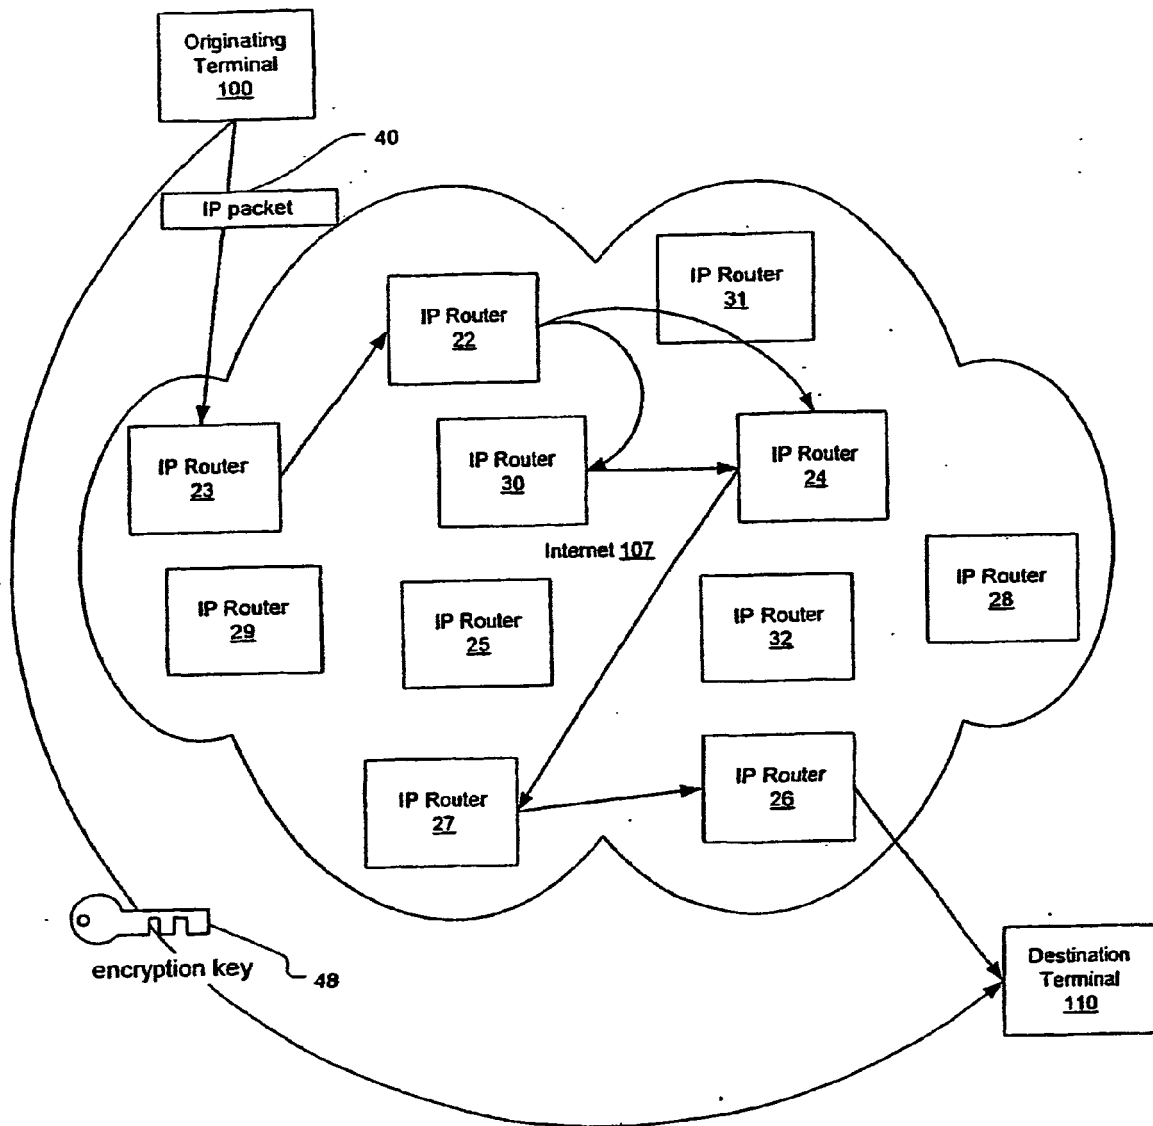 Originating
Terminal
100
40
IP packet
IP Router
31
IP Router
22
IP Router
23
IP Router
30
IP Router
24
Internet 107
IP Router
29
IP Router
25
IP Router
32
IP Router
28
IP Router
27
IP Router
26
encryption key
48
Destination
Terminal
110